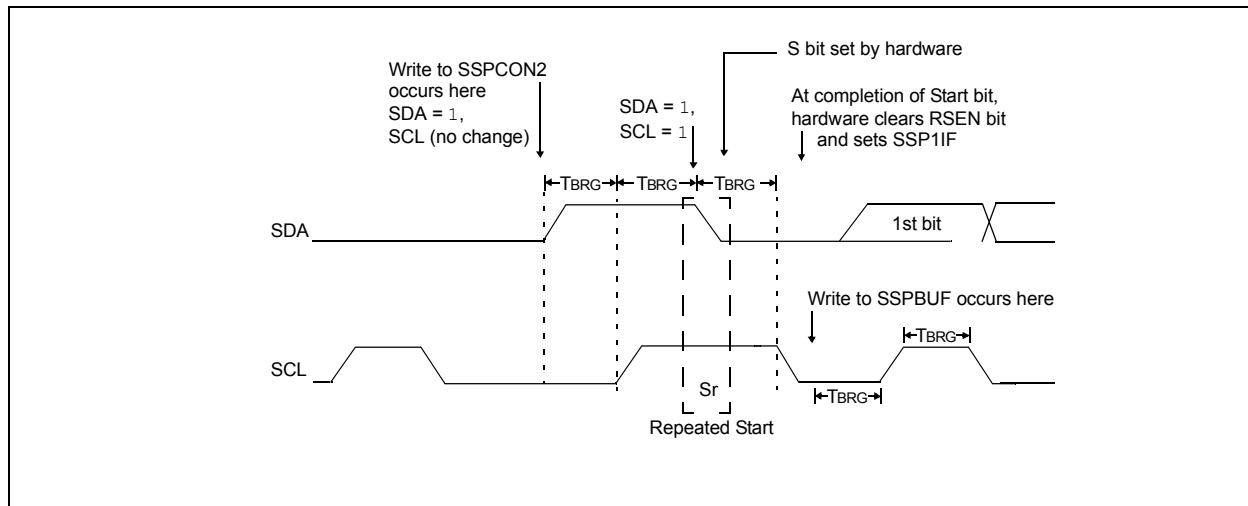 S bit set by hardware
Write to SSPCON2
occurs here
SDA = 1,
SCL (no change)
SDA = 1,
SCL = 1
At completion of Start bit,
hardware clears RSEN bit
and sets SSP1IF
TBRG TBRG TBRG
SDA
1st bit
Write to SSPBUF occurs here
TBRG
SCL
Sr
TBRG
Repeated Start